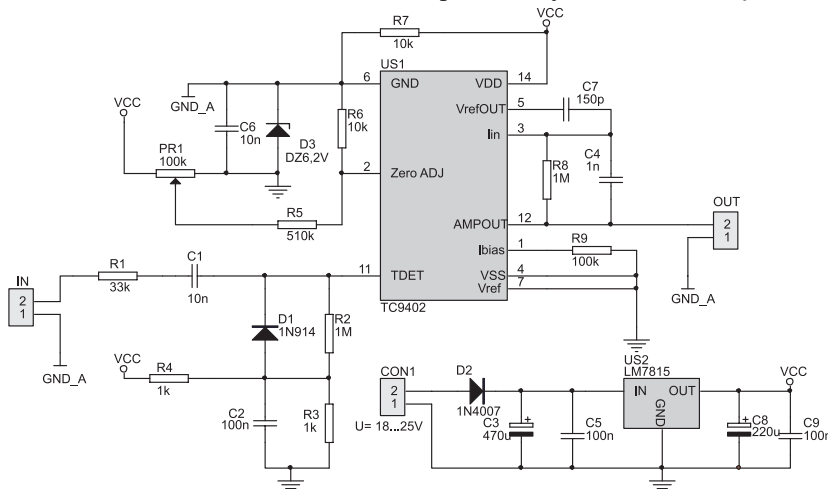 VCC
R7
10k
US1
6
GND
VDD
14
C7
150p
VrefOUT
5
GND_A
VCC
C6
10n
R6
10k
D3
DZ6,2V
Iin
3
PR1
100k
R8
1M
C4
1n
2
Zero ADJ
R5
510k
AMPOUT
12
OUT
2
1
Ibias
1
R9
100k
IN
2
1
R1
33k
C1
10n
11
TDET
VSS
4
Vref
7
TC9402
GND_A
D1
1N914
R2
1M
GND_A
VCC
R4
1k
C2
100n
R3
1k
CON1
2
1
U= 18...25V
D2
1N4007
US2
LM7815
IN
OUT
GND
VCC
C3
470u
+
C5
100n
+
C8
220u
C9
100n